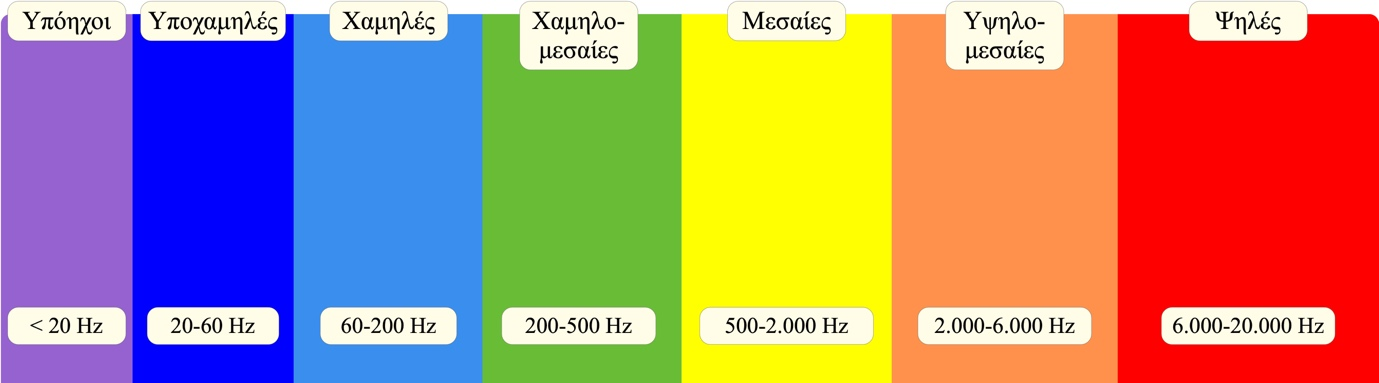 Υπόηχοι
Υποχαμηλές
Χαμηλές
Χαμηλο-
μεσαίες
Μεσαίες
Υψηλο-
μεσαίες
Ψηλές
< 20 Hz
20-60 Hz
60-200 Hz
200-500 Hz
500-2.000 Hz
2.000-6.000 Hz
6.000-20.000 Hz